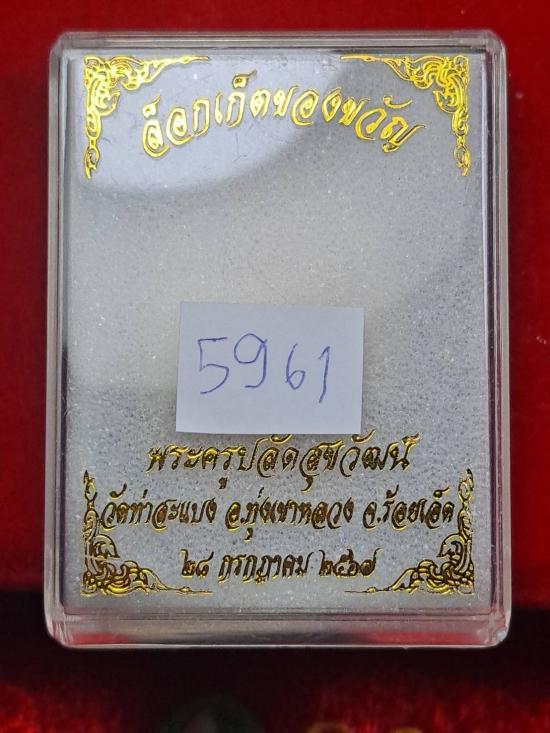 ล็อกเก็ตของขวัญ
5961
พระครูปลัดสุขวัฒน์
วัดท่าสะแบง อ.ทุ่งเขาหลวง จ.ร้อยเอ็ด
๒๘ กรกฎาคม ๒๕๖๗